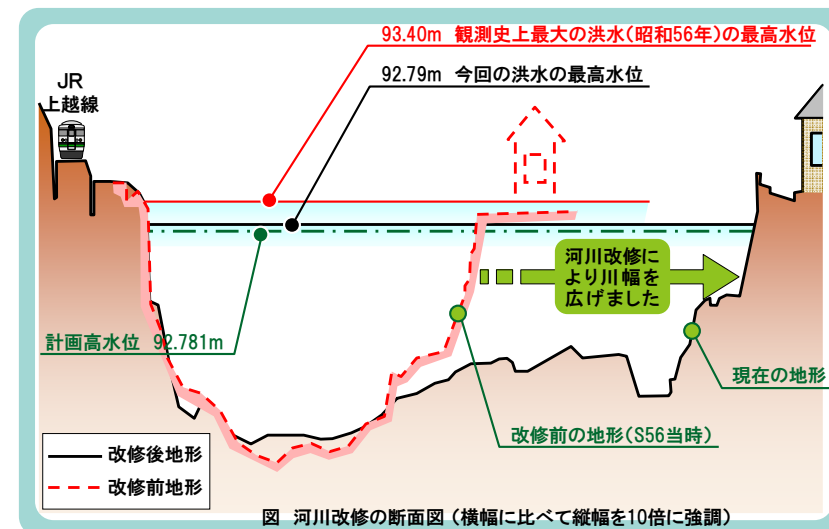 93.40m 観測史上最大の洪水(昭和56年)の最高水位
92.79m 今回の洪水の最高水位
JR
上越線
河川改修に
より川幅を
広げました
計画高水位 92.781m
現在の地形
改修前の地形(S56当時)
改修後地形
改修前地形
図 河川改修の断面図(横幅に比べて縦幅を10倍に強調)